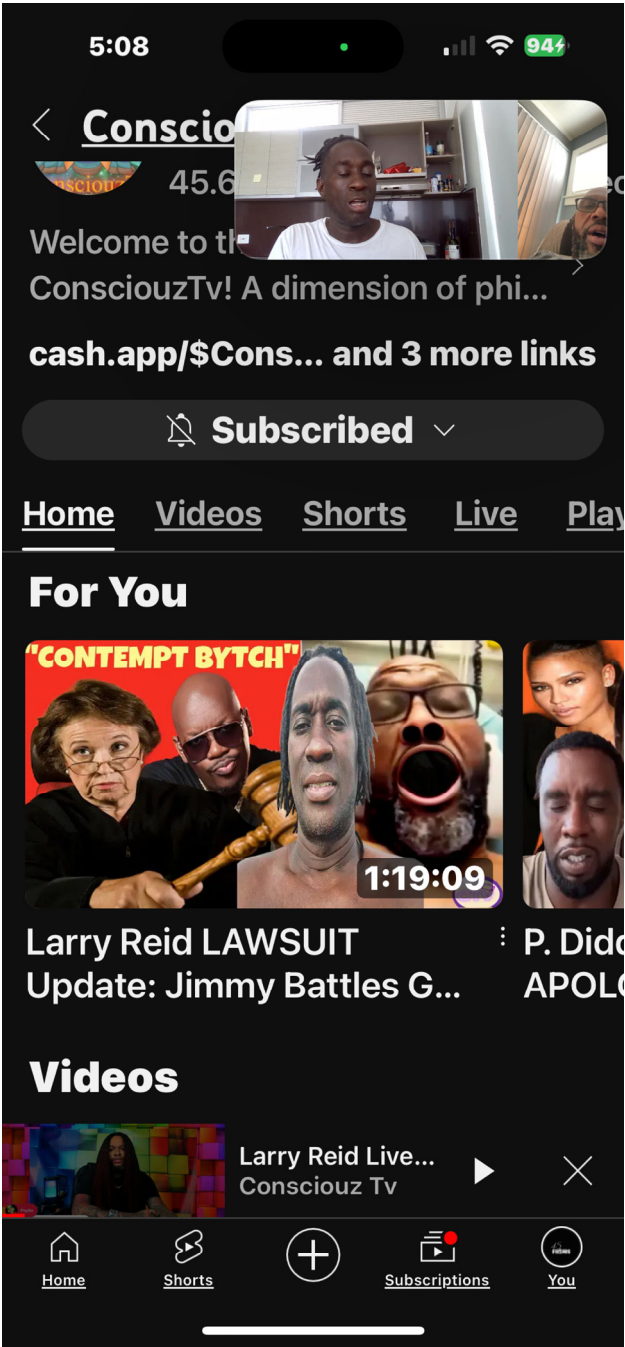 5:08
94
Conscio
nsciouz
45.6
Welcome to th
ConsciouzTv! A dimension of phi...
cash.app/$Cons... and 3 more links
Subscribed
Home Videos Shorts Live Play
For You
"CONTEMPT BYTCH"
1:19:09
Larry Reid LAWSUIT
Update: Jimmy Battles G...
P. Didd
APOLO
Videos
Larry Reid Live...
Consciouz Tv
Home
Shorts
Subscriptions
You